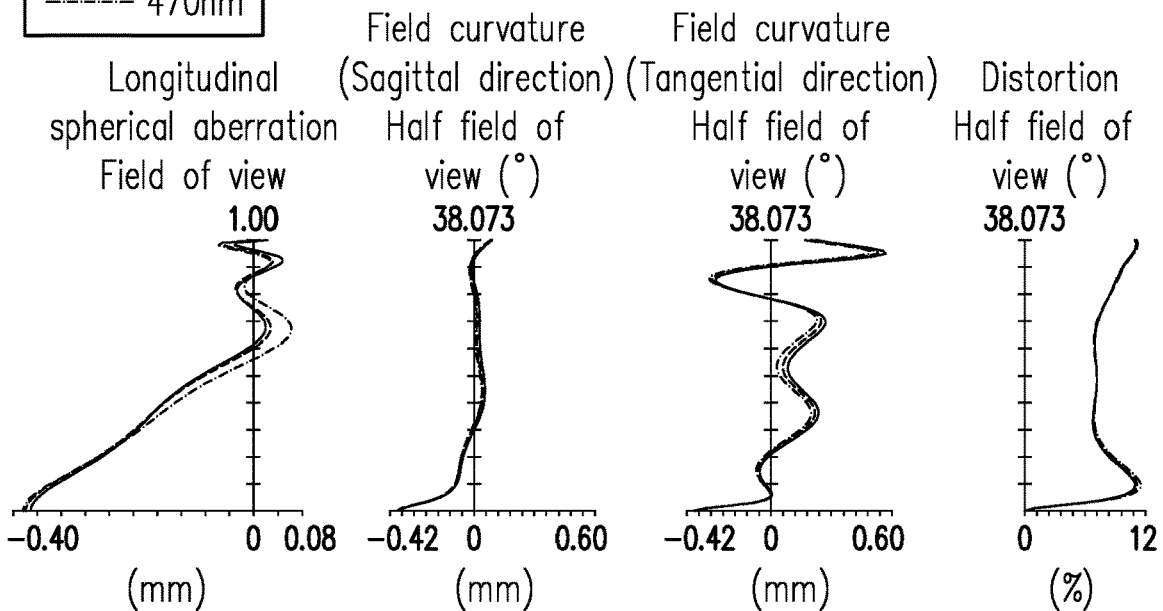 470nm
Field curvature Field curvature
Longitudinal (Sagittal direction) (Tangential direction) Distortion
spherical aberration Half field of Half field of Half field of
Field of view view (°) view (°) view (°)
1.00 38.073 38.073 38.073
-0.40 0 0.08 -0.42 0 0.60 -0.42 0 0.60 0 12
(mm) (mm) (mm) (%)